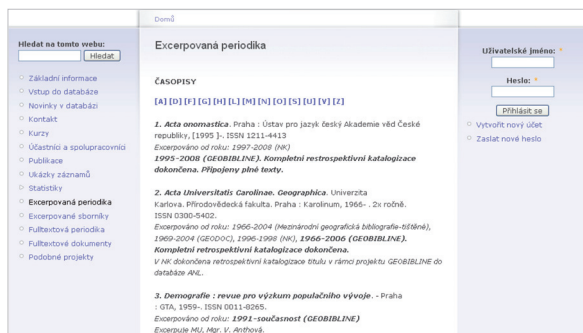 Domů
Hledat na tomto webu:
Hledat
Základní informace
Vstup do databáze
Novinky v databázi
Kontakt
Kurzy
Účastníci a spolupracovníci
Publikace
Ukázky záznamů
Statistiky
Excerpovaná periodika
Excerpované sborníky
Fulltextová periodika
Fulltextové dokumenty
Podobné projekty
Excerpovaná periodika
ČASOPISY
[A] [D] [F] [G] [H] [L] [M] [N] [O] [S] [U] [V] [Z]
1. Acta onomastica. Praha : Ústav pro jazyk český Akademie věd České
republiky, [1995 ]-. ISSN 1211-4413
Excerpováno od roku: 1997-2008 (NK)
1995-2008 (GEOBIBLINE). Kompletni restrospektivní katalogizace
dokončena. Připojeny plné texty.
2. Acta Universitatis Carolinae. Geographica. Univerzita
Karlova. Přírodovědecká fakulta. Praha : Karolinum, 1966- . 2x ročně.
ISSN 0300-5402.
Excerpováno od roku: 1966-2004 (Mezinárodní geografická bibliografie-tištěné),
1969-2004 (GEODOC), 1996-1998 (NK), 1966-2006 (GEOBIBLINE).
Kompletní retrospektivní katalogizace dokončena.
V NK dokončena retrospektivní katalogizace titulu v rámci projektu GEOBIBLINE do
databáze ANL.
3. Demografie : revue pro výzkum populačního vývoje. - Praha
: GTA, 1959-. ISSN 0011-8265.
Excerpováno od roku: 1991-současnost (GEOBIBLINE)
Excerpuje MU, Mgr. V. Anthová.
Uživatelské jméno: *
Heslo: *
Přihlásit se
Vytvořit nový účet
Zaslat nové heslo